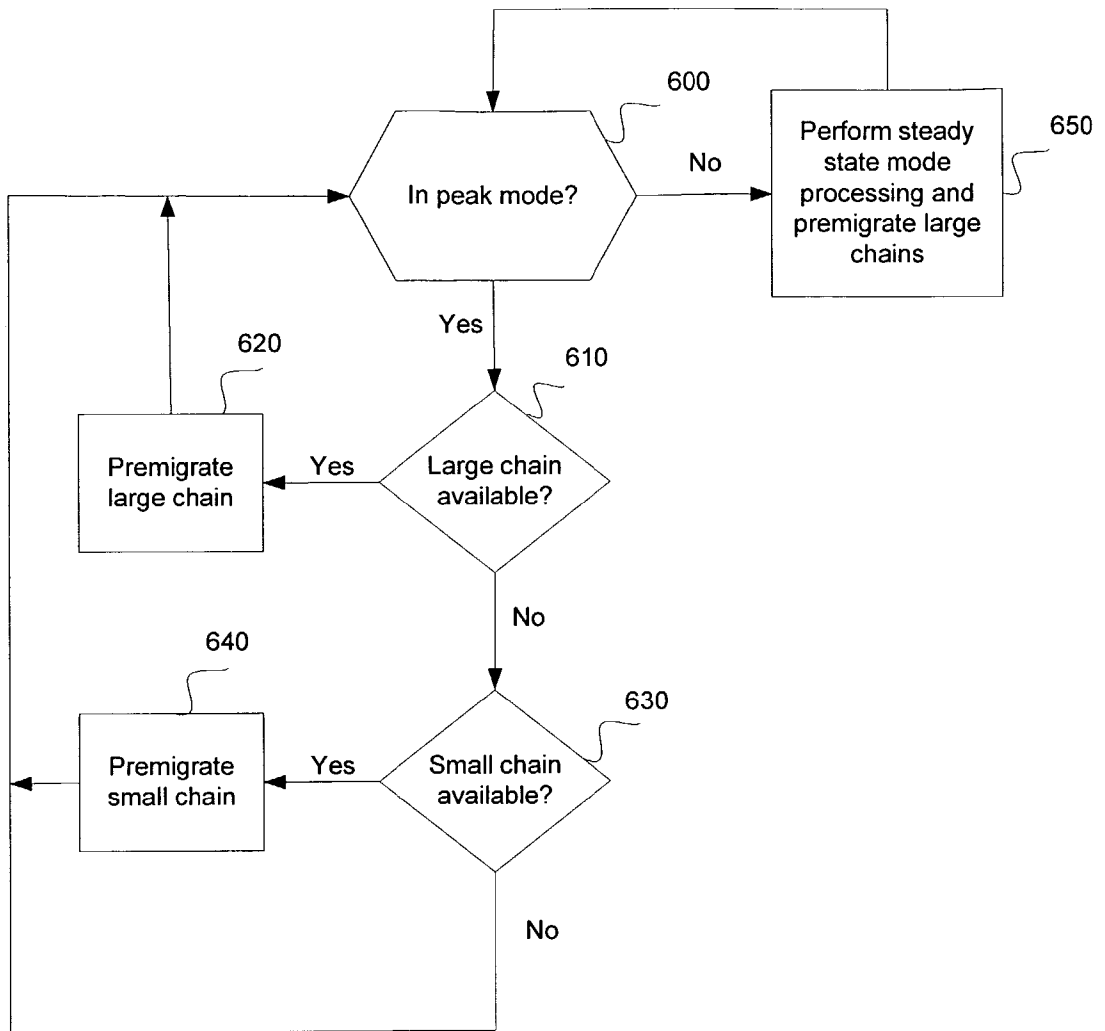 600
In peak mode?
No
Perform steady
state mode
processing and
premigrate large
chains
650
Yes
620
610
Premigrate
large chain
Yes
Large chain
available?
No
640
630
Premigrate
small chain
Yes
Small chain
available?
No